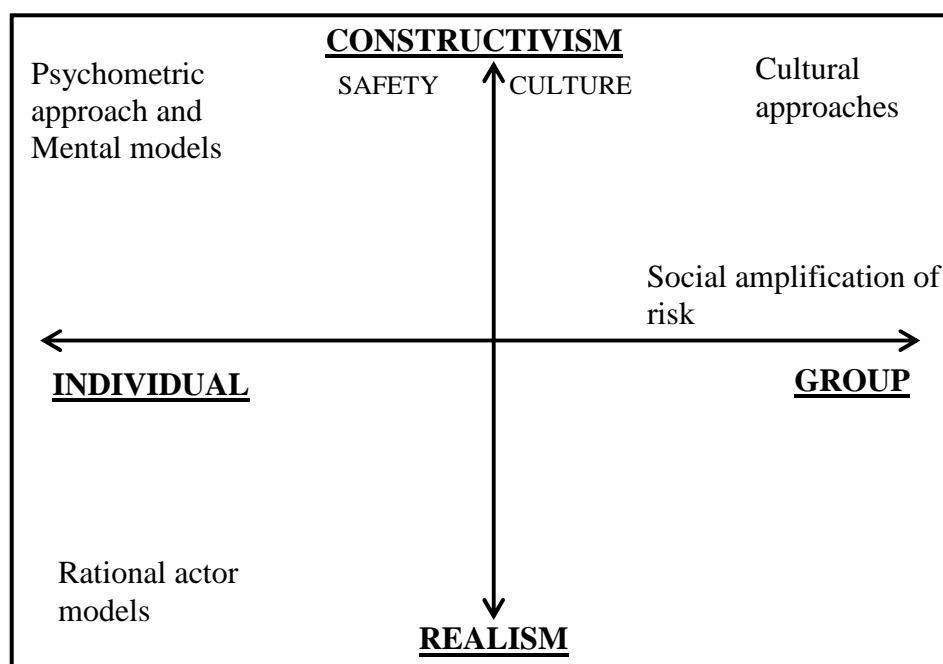 CONSTRUCTIVISM
Psychometric
approach and
Mental models
SAFETY CULTURE
Cultural
approaches
Social amplification of
risk
INDIVIDUAL
GROUP
Rational actor
models
REALISM